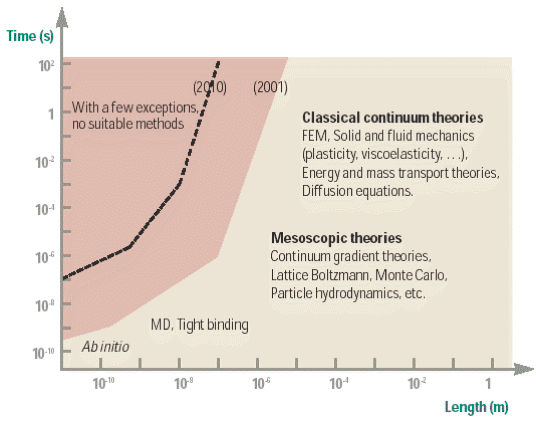 Time (s)
10²
1
10⁻²
10⁻⁴
10⁻⁶
10⁻⁸
10⁻¹⁰
With a few exceptions,
no suitable methods
(2010)
(2001)
Classical continuum theories
FEM, Solid and fluid mechanics
(plasticity, viscoelasticity, . . .),
Energy and mass transport theories,
Diffusion equations.
Mesoscopic theories
Continuum gradient theories,
Lattice Boltzmann, Monte Carlo,
Particle hydrodynamics, etc.
MD, Tight binding
Ab initio
10⁻¹⁰ 10⁻⁸ 10⁻⁶ 10⁻⁴ 10⁻² 1
Length (m)